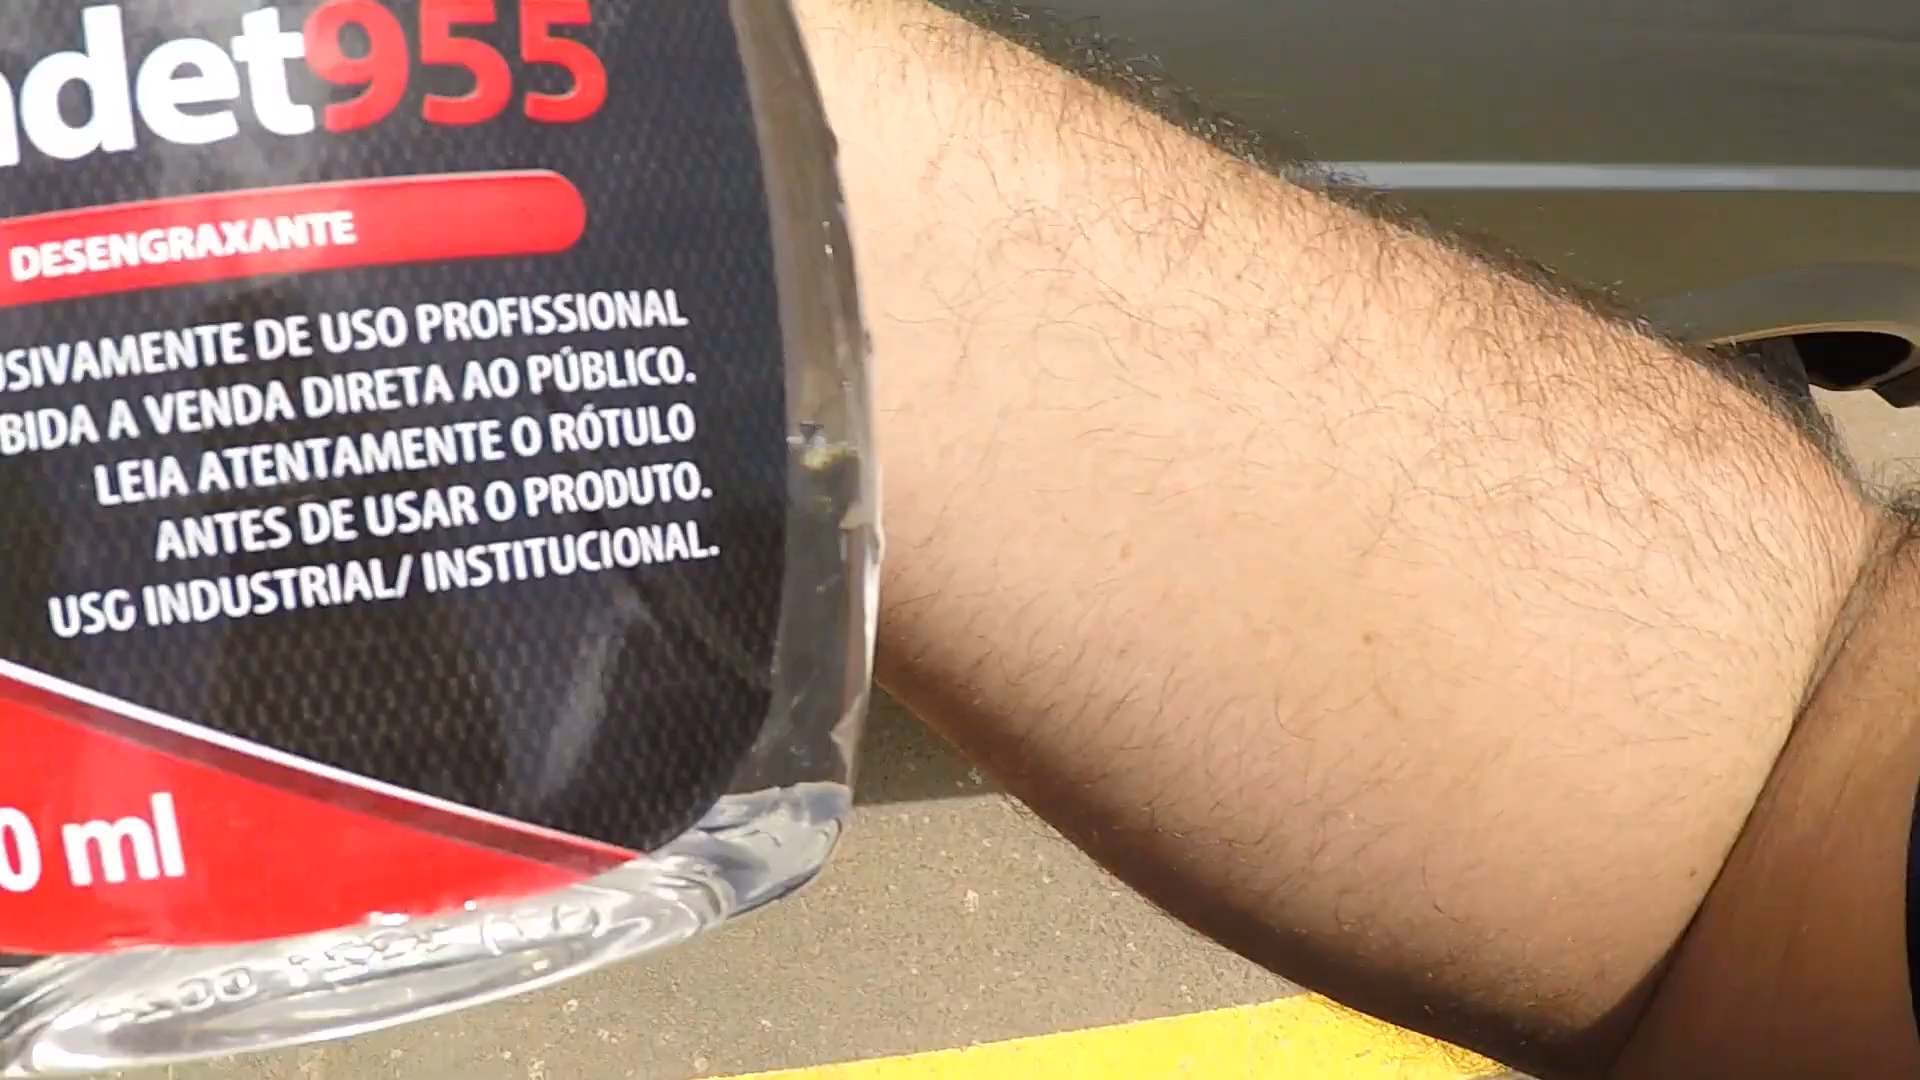 det955
DESENGRAXANTE
USIVAMENTE DE USO PROFISSIONAL
BIDA A VENDA DIRETA AO PÚBLICO.
LEIA ATENTAMENTE O RÓTULO
ANTES DE USAR O PRODUTO.
USO INDUSTRIAL/ INSTITUCIONAL.
0 ml